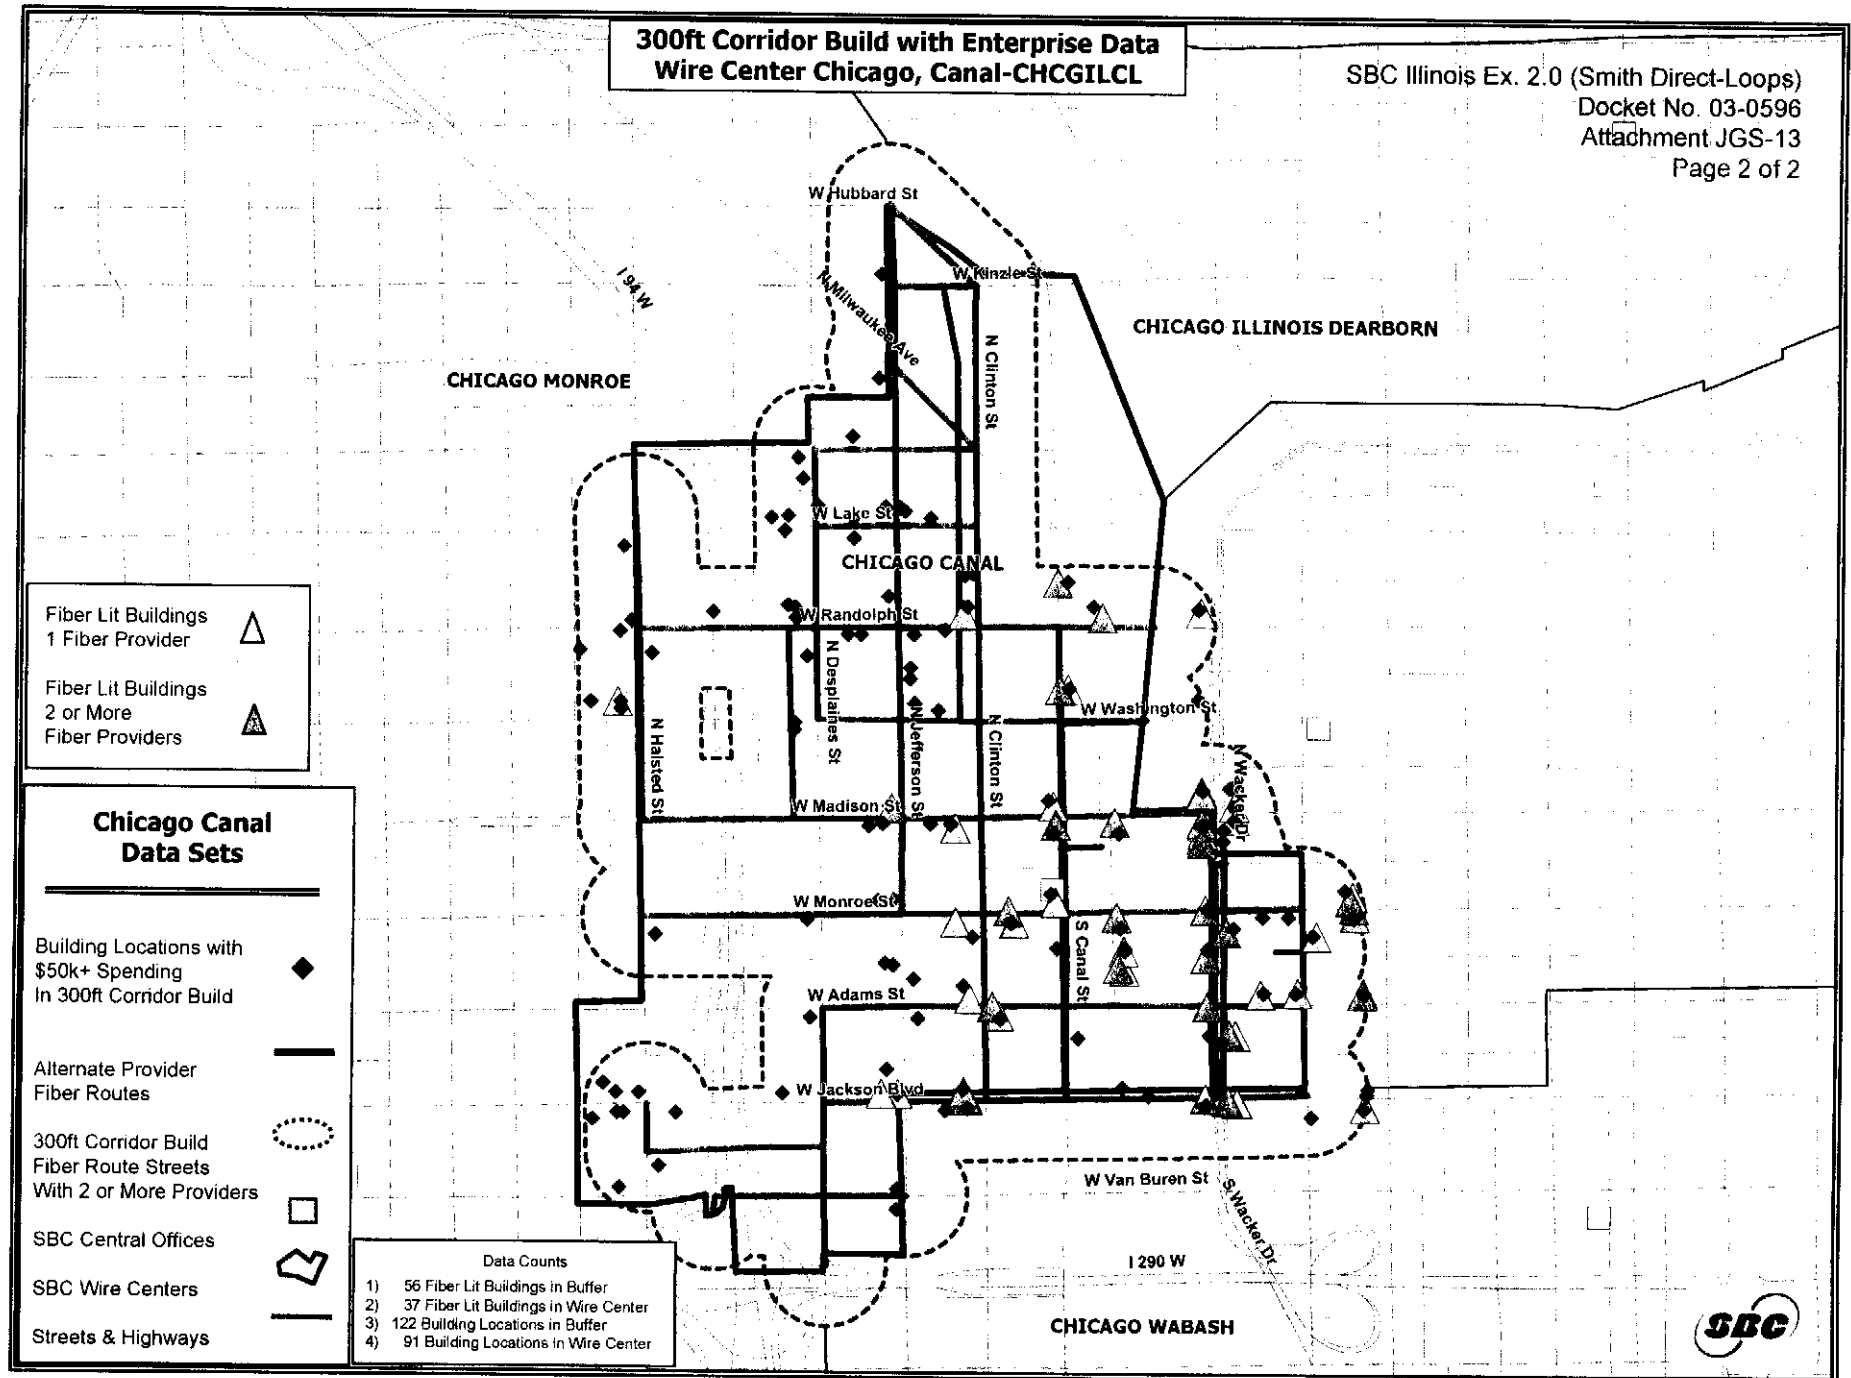 300ft Corridor Build with Enterprise Data
Wire Center Chicago, Canal-CHCGILCL
SBC Illinois Ex. 2.0 (Smith Direct-Loops)
Docket No. 03-0596
Attachment JGS-13
Page 2 of 2
W Hubbard St
W Kinzie St
I 94 W
N Milwaukee Ave
CHICAGO ILLINOIS DEARBORN
N Clinton St
CHICAGO MONROE
W Lake St
CHICAGO CANAL
Fiber Lit Buildings
1 Fiber Provider
Fiber Lit Buildings
2 or More
Fiber Providers
W Randolph St
N Desplaines St
W Washington St
N Halsted St
N Jefferson St
N Clinton St
N Wacker Dr
W Madison St
Chicago Canal
Data Sets
W Monroe St
S Canal St
Building Locations with
$50k+ Spending
In 300ft Corridor Build
W Adams St
Alternate Provider
Fiber Routes
W Jackson Blvd
300ft Corridor Build
Fiber Route Streets
With 2 or More Providers
W Van Buren St
S Wacker Dr
SBC Central Offices
SBC Wire Centers
Streets & Highways
Data Counts
1) 56 Fiber Lit Buildings in Buffer
2) 37 Fiber Lit Buildings in Wire Center
3) 122 Building Locations in Buffer
4) 91 Building Locations in Wire Center
I 290 W
CHICAGO WABASH
SBC